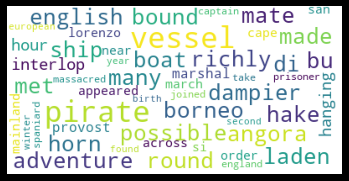 captain san
european english bound mate
lorenzo cape
hour ship near vessel made
interlop boat richly di bu
met many marshal dampier
massacred appeared march take prisoner
mainland pirate joined borneo hake hanging
year birth
winter spaniard provost possible angora
horn across si second
found order england laden
adventure round